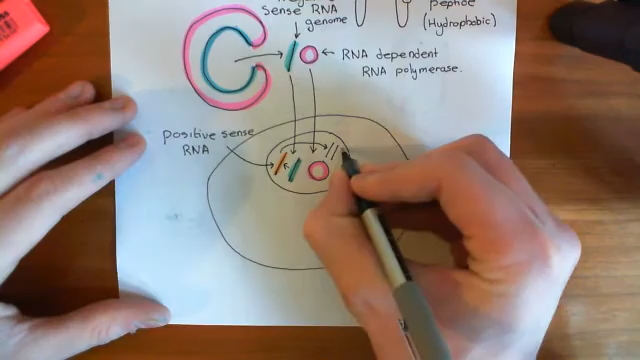 sense RNA
genome
peptide
(Hydrophobic)
RNA dependent
RNA polymerase.
positive sense
RNA